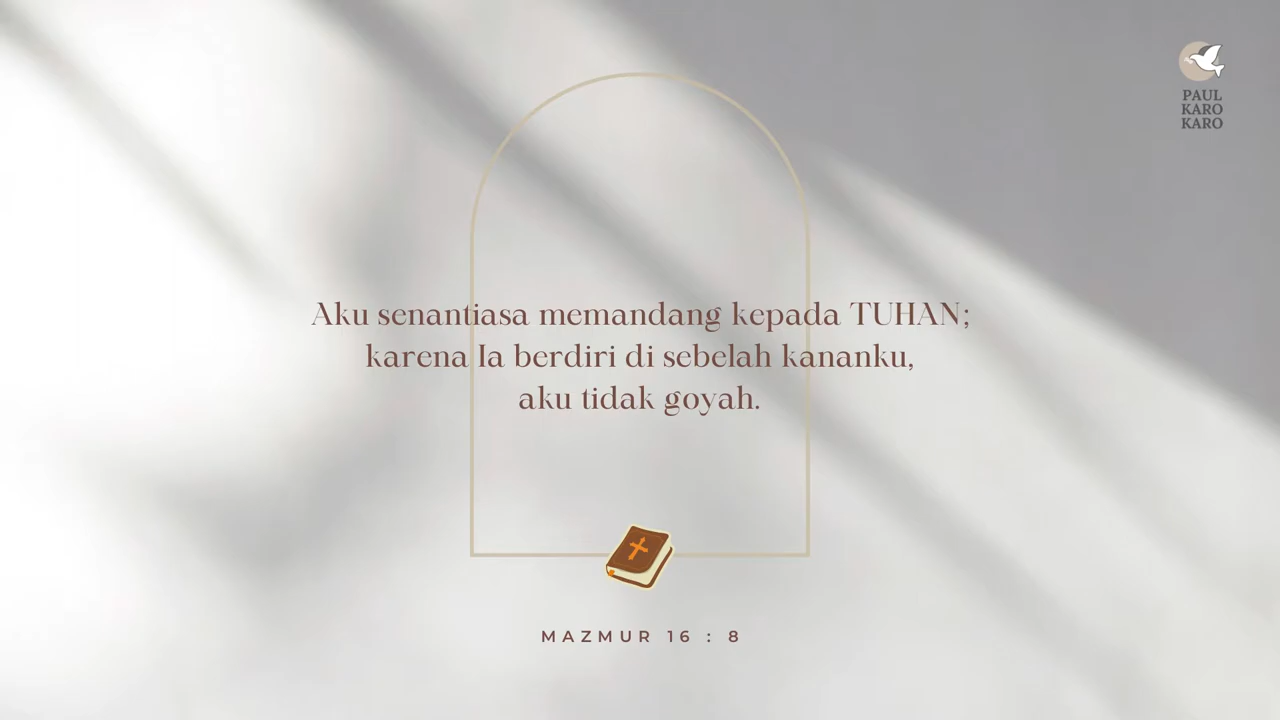 PAUL
KARO
KARO
Aku senantiasa memandang kepada TUHAN;
karena Ia berdiri di sebelah kananku,
aku tidak goyah.
MAZMUR 16 : 8